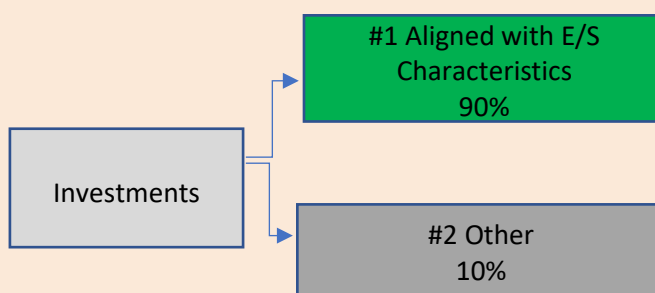 #1 Aligned with E/S
Characteristics
90%
Investments
#2 Other
10%